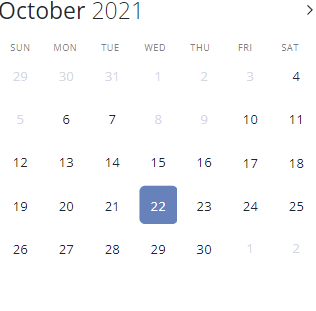 October 2021 >
SUN MON TUE WED THU FRI SAT
29 30 31 1 2 3 4
5 6 7 8 9 10 11
12 13 14 15 16 17 18
19 20 21 22 23 24 25
26 27 28 29 30 1 2